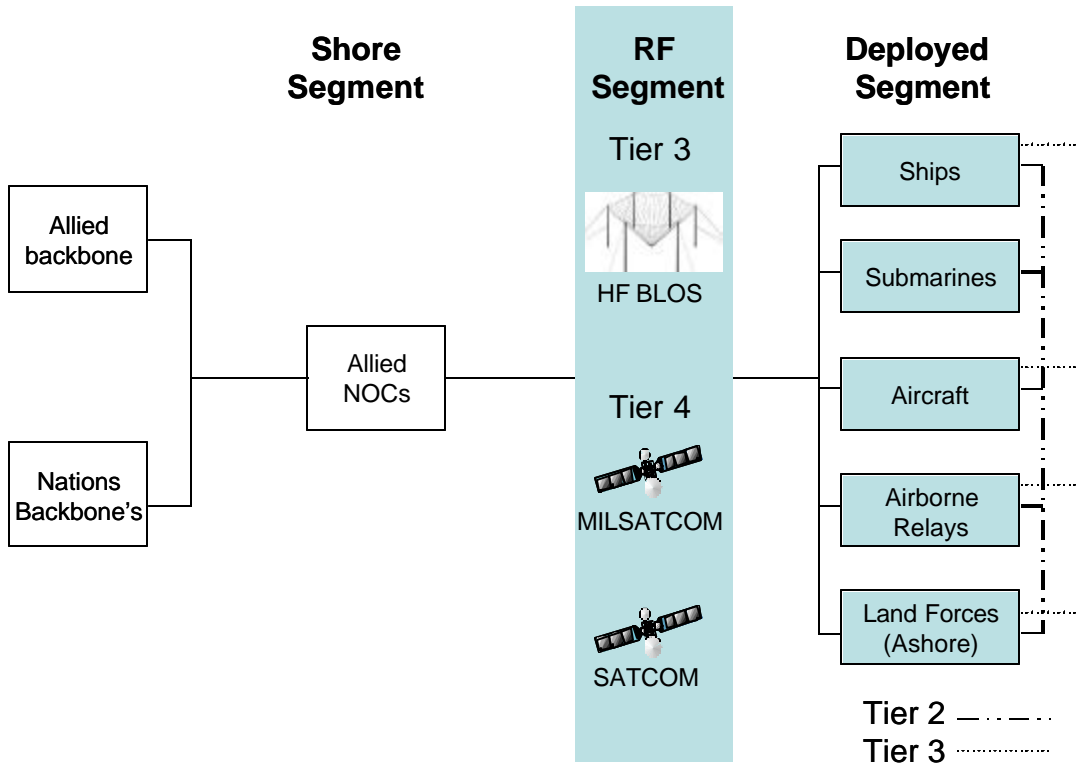 Shore
Segment
RF
Segment
Deployed
Segment
Tier 3
HF BLOS
Tier 4
MILSATCOM
SATCOM
Allied
backbone
Nations
Backbone's
Allied
NOCs
Ships
Submarines
Aircraft
Airborne
Relays
Land Forces
(Ashore)
Tier 2
Tier 3